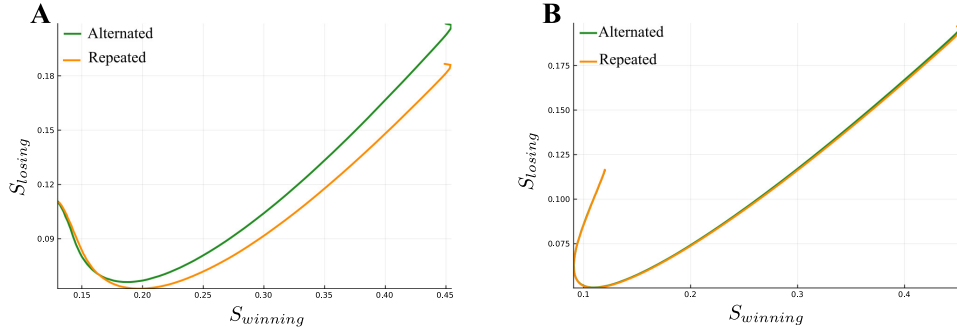 A
Alternated
Repeated
0.18
0.15
0.12
0.09
S_losing
0.15
0.20
0.25
0.30
0.35
0.40
0.45
S_winning
B
Alternated
Repeated
0.175
0.150
0.125
0.100
0.075
S_losing
0.1
0.2
0.3
0.4
S_winning